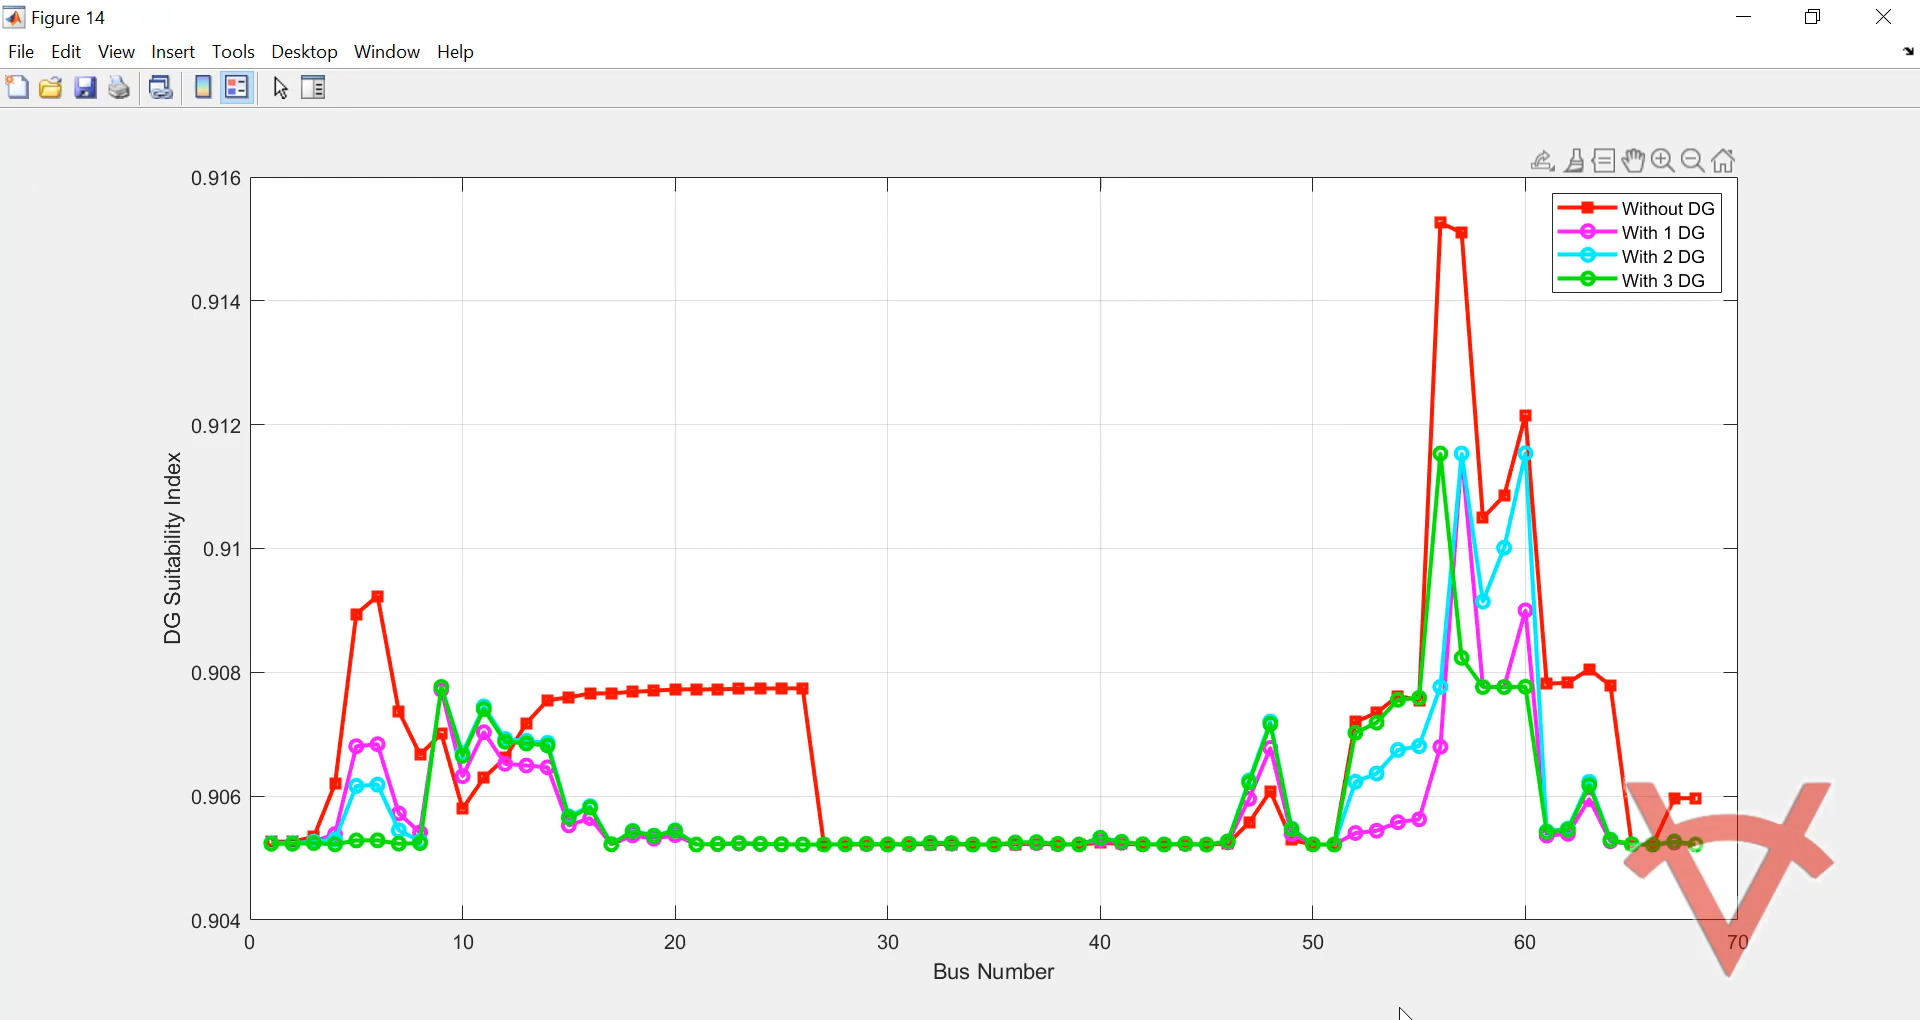 Figure 14
File Edit View Insert Tools Desktop Window Help
0.916
0.914
0.912
0.91
0.908
0.906
0.904
DG Suitability Index
Without DG
With 1 DG
With 2 DG
With 3 DG
0 10 20 30 40 50 60 70
Bus Number